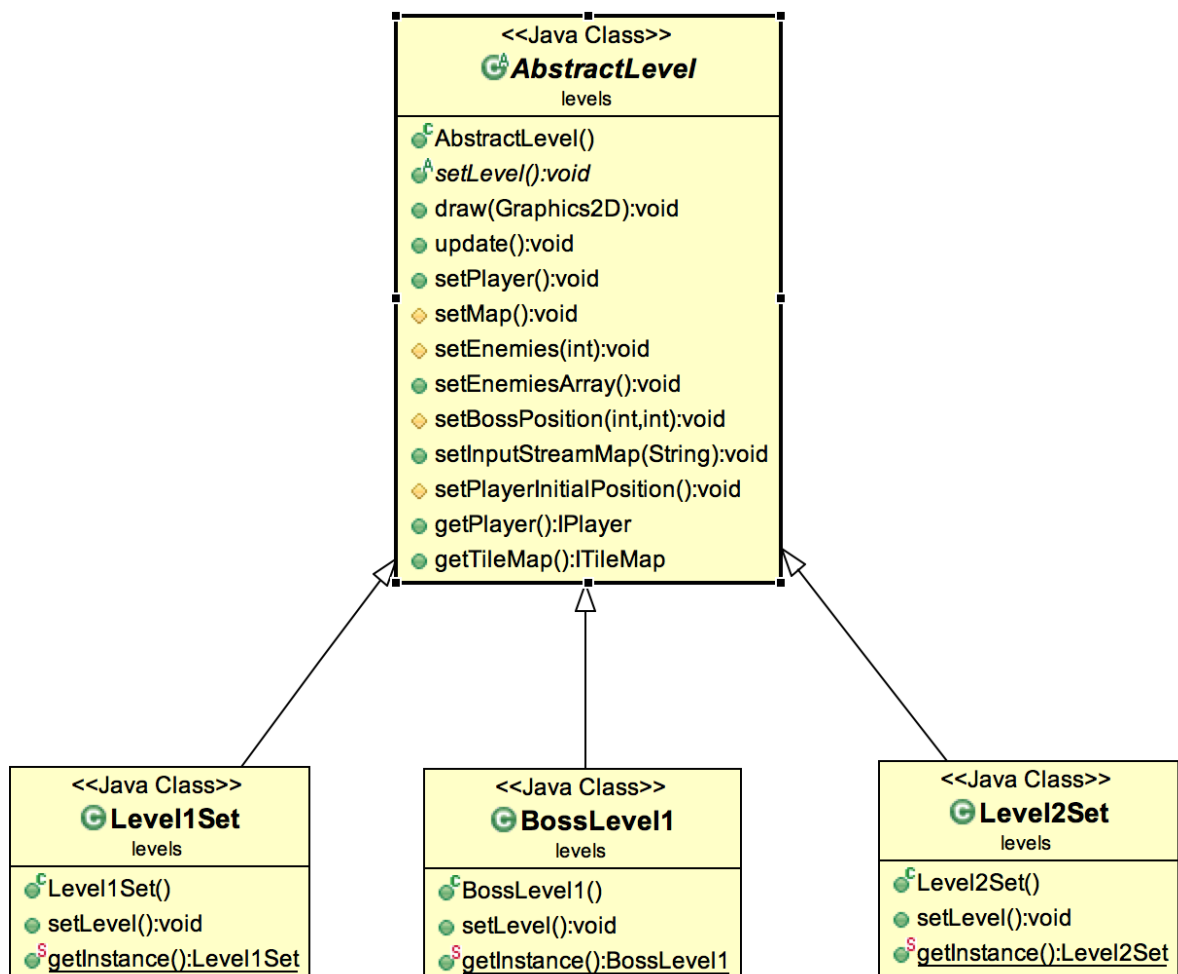 <<Java Class>>
AbstractLevel
levels
AbstractLevel()
setLevel():void
draw(Graphics2D):void
update():void
setPlayer():void
setMap():void
setEnemies(int):void
setEnemiesArray():void
setBossPosition(int,int):void
setInputStreamMap(String):void
setPlayerInitialPosition():void
getPlayer():IPlayer
getTileMap():ITileMap
<<Java Class>>
Level1Set
levels
Level1Set()
setLevel():void
getInstance():Level1Set
<<Java Class>>
BossLevel1
levels
BossLevel1()
setLevel():void
getInstance():BossLevel1
<<Java Class>>
Level2Set
levels
Level2Set()
setLevel():void
getInstance():Level2Set